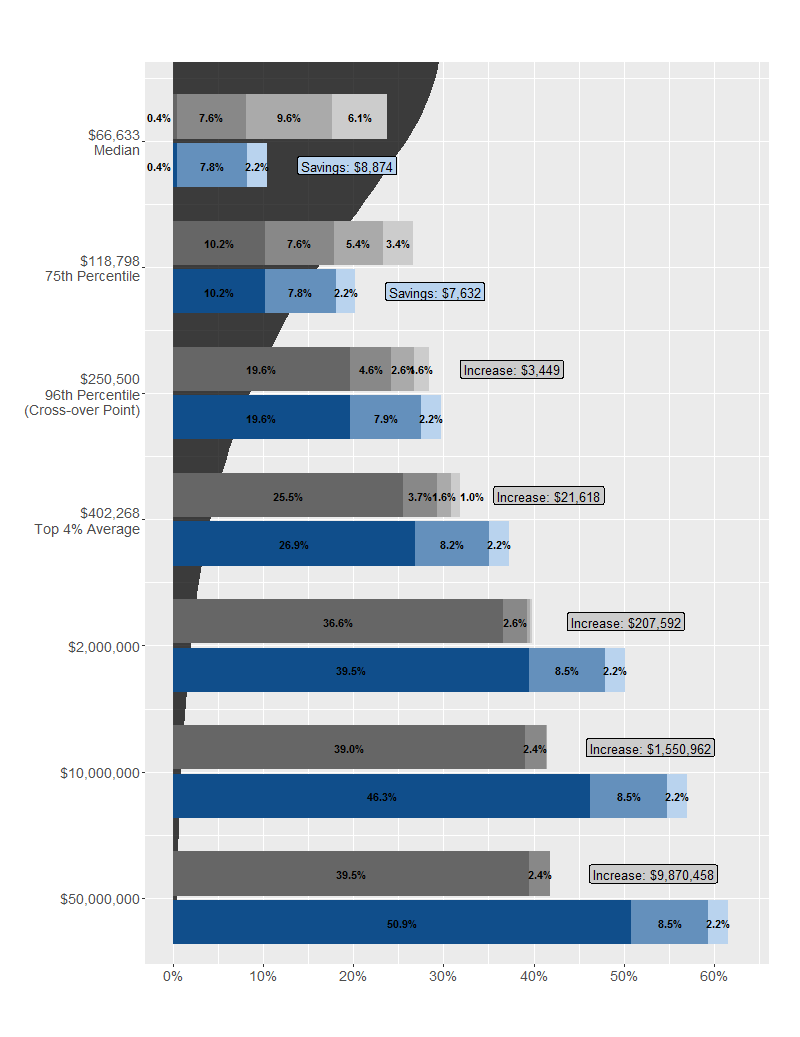 0.4% 7.6% 9.6% 6.1%
$66,633
Median
0.4% 7.8% 2.2% Savings: $8,874
10.2% 7.6% 5.4% 3.4%
$118,798
75th Percentile
10.2% 7.8% 2.2% Savings: $7,632
19.6% 4.6% 2.6% 1.6% Increase: $3,449
$250,500
96th Percentile
(Cross-over Point)
19.6% 7.9% 2.2%
25.5% 3.7% 1.6% 1.0% Increase: $21,618
$402,268
Top 4% Average
26.9% 8.2% 2.2%
36.6% 2.6% Increase: $207,592
$2,000,000
39.5% 8.5% 2.2%
39.0% 2.4% Increase: $1,550,962
$10,000,000
46.3% 8.5% 2.2%
39.5% 2.4% Increase: $9,870,458
$50,000,000
50.9% 8.5% 2.2%
0% 10% 20% 30% 40% 50% 60%